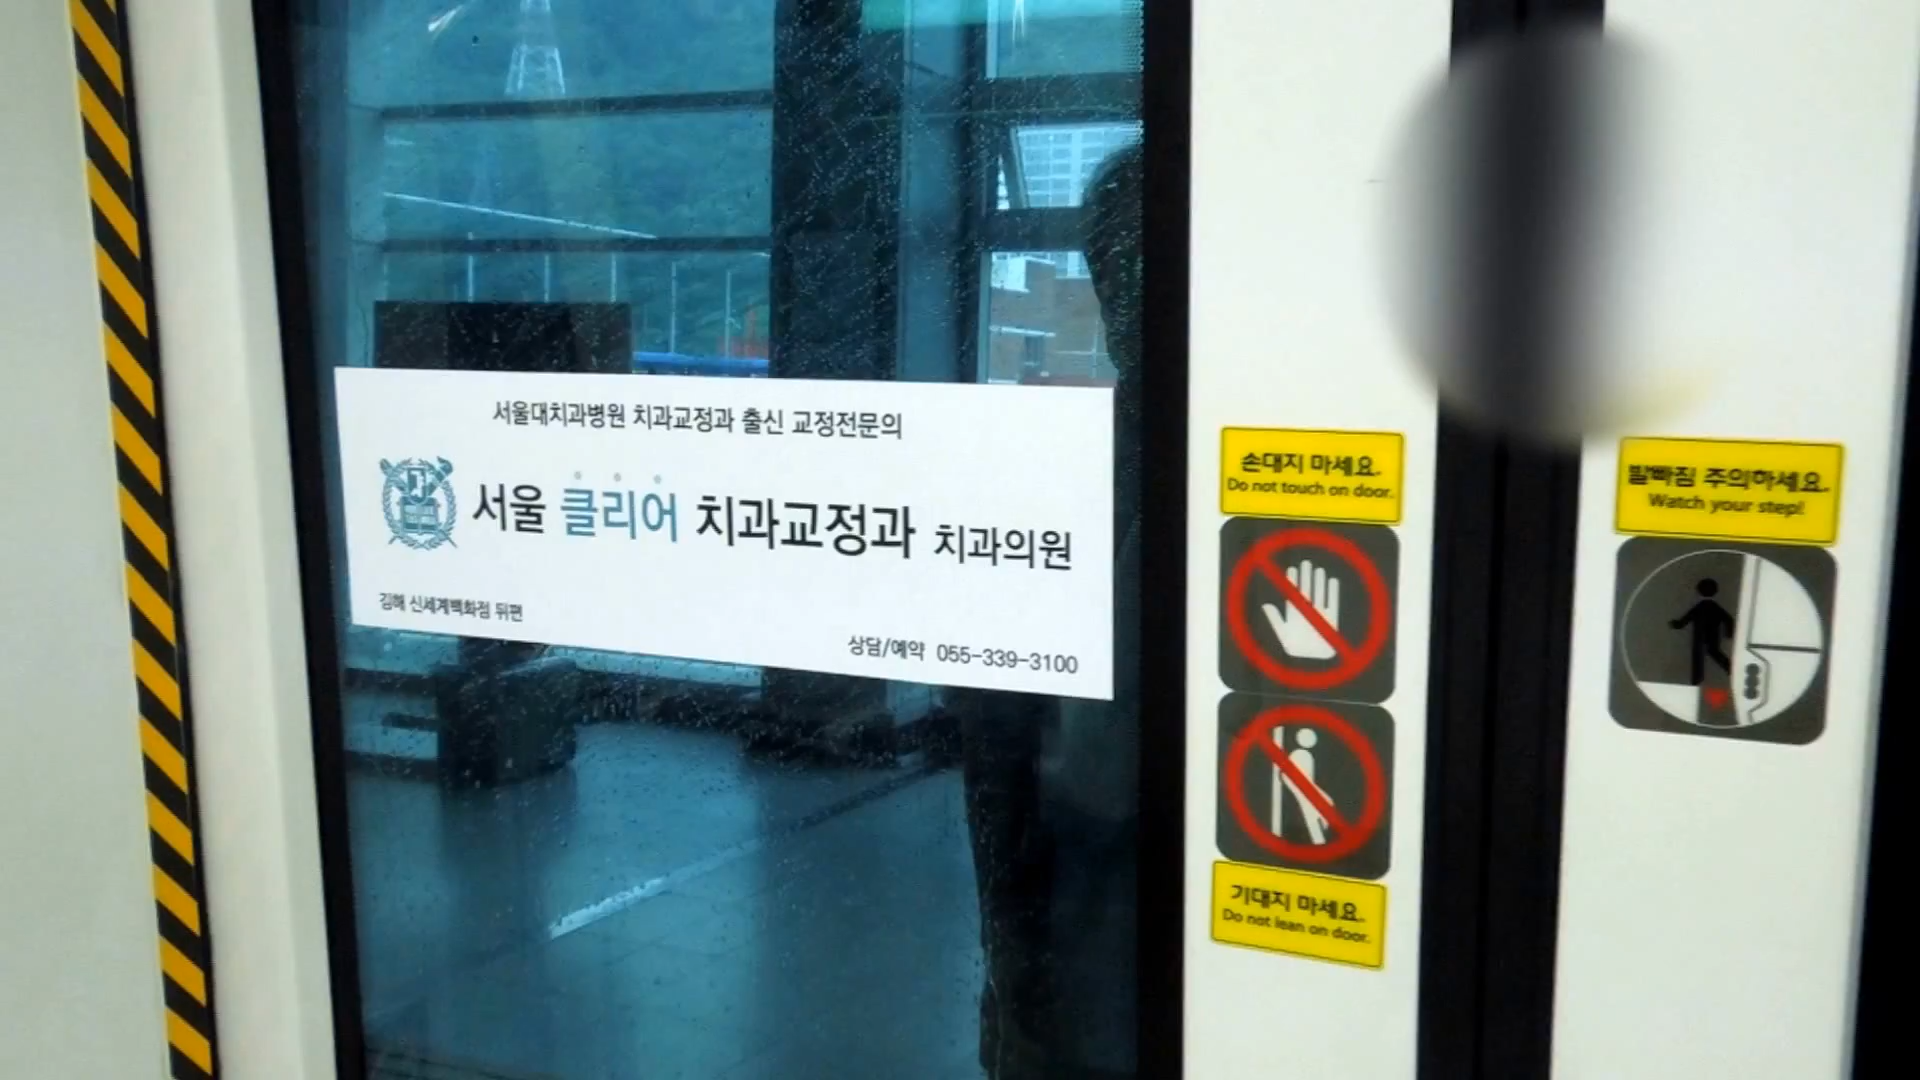 서울대치과병원 치과교정과 출신 교정전문의
서울 클리어 치과교정과 치과의원
김해 신세계백화점 뒤편
상담/예약 055-339-3100
손대지 마세요.
Do not touch on door.
기대지 마세요.
Do not lean on door.
발빠짐 주의하세요.
Watch your step!